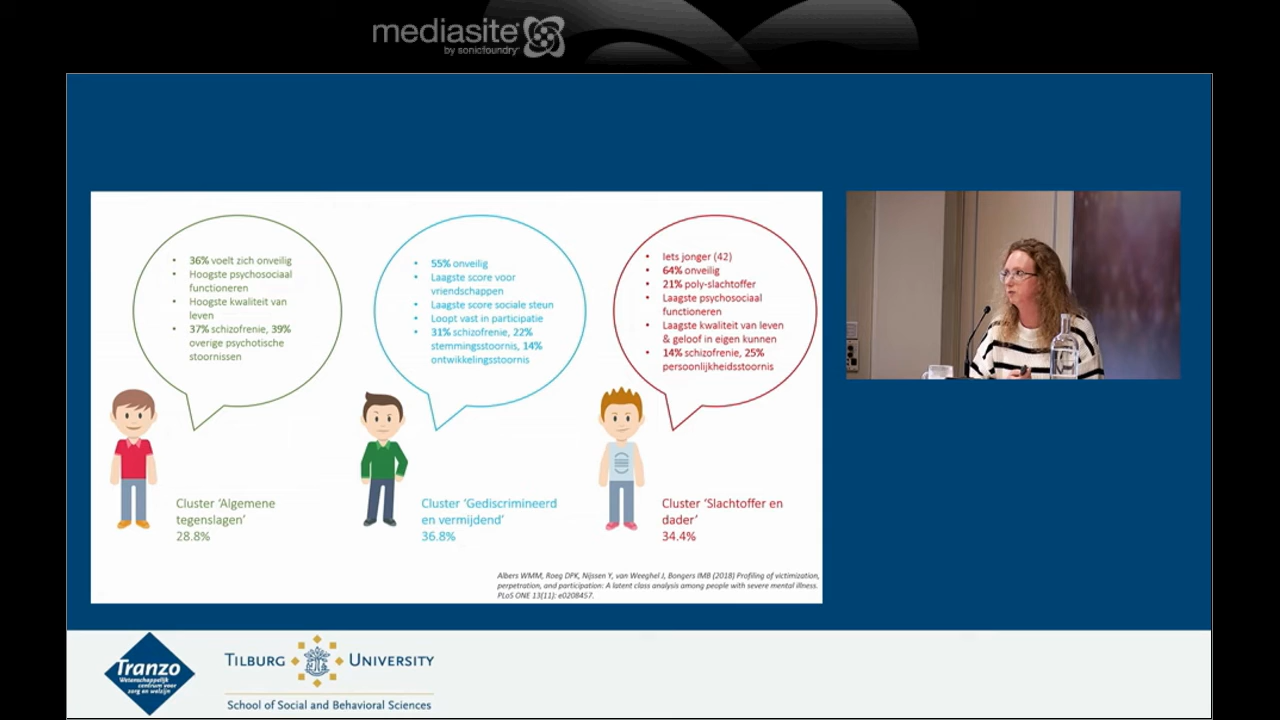 mediasite
by sonicfoundry
36% voelt zich onveilig
Hoogste psychosociaal
functioneren
Hoogste kwaliteit van
leven
37% schizofrenie, 39%
overige psychotische
stoornissen
55% onveilig
Laagste score voor
vriendschappen
Laagste score sociale steun
Loopt vast in participatie
31% schizofrenie, 22%
stemmingsstoornis, 14%
ontwikkelingsstoornis
Iets jonger (42)
64% onveilig
21% poly-slachtoffer
Laagste psychosociaal
functioneren
Laagste kwaliteit van leven
& geloof in eigen kunnen
14% schizofrenie, 25%
persoonlijkheidsstoornis
Cluster ‘Algemene
tegenslagen’
28.8%
Cluster ‘Gediscrimineerd
en vermijdend’
36.8%
Cluster ‘Slachtoffer en
dader’
34.4%
Albers WMM, Roeg DPK, Nijssen Y, van Weeghel J, Bongers IMB (2018) Profiling of victimization,
perpetration, and participation: A latent class analysis among people with severe mental illness.
PLoS ONE 13(11): e0208457.
Tranzo
Wetenschappelijk
centrum voor
zorg en welzijn
TILBURG UNIVERSITY
School of Social and Behavioral Sciences